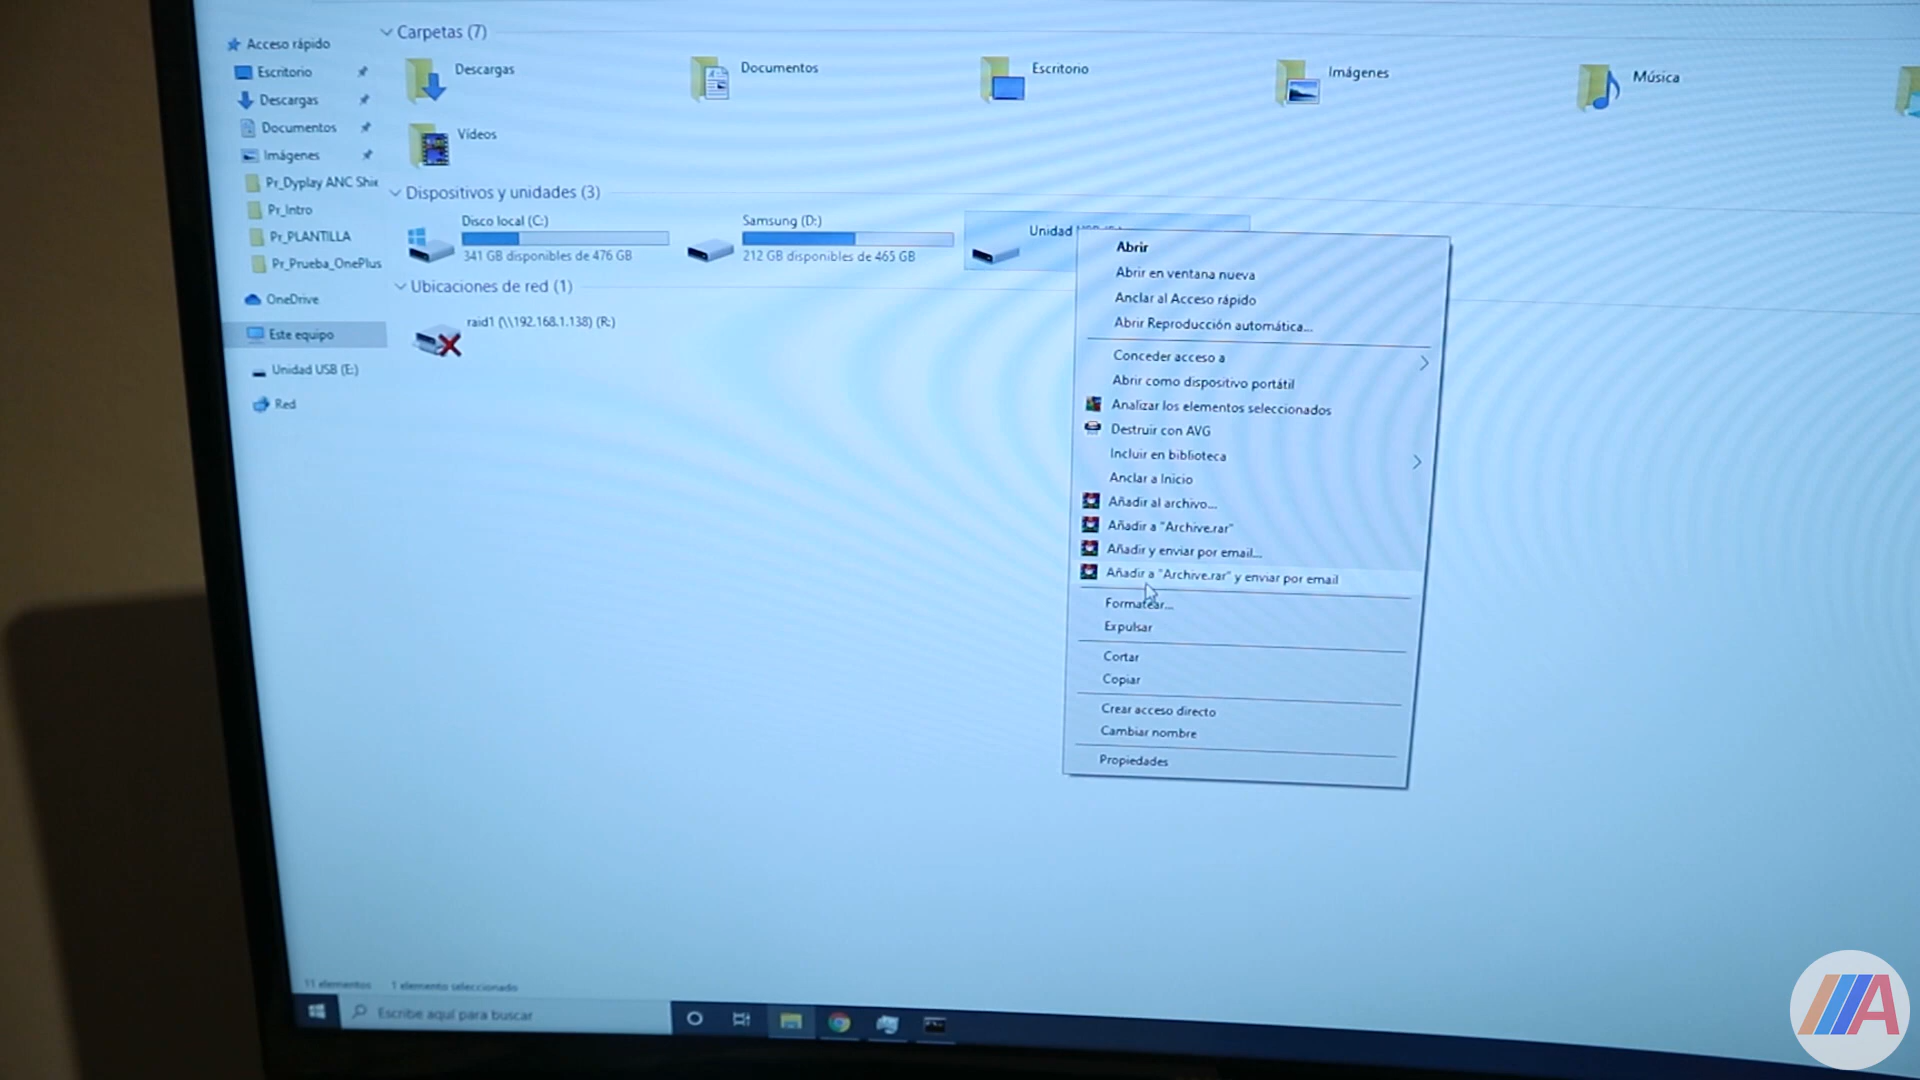 Acceso rápido
Escritorio
Descargas
Documentos
Imágenes
Pr_Dyplay ANC Shie
Pr_Intro
Pr_PLANTILLA
Pr_Prueba_OnePlus
OneDrive
Este equipo
Unidad USB (E:)
Red
Carpetas (7)
Descargas
Documentos
Escritorio
Imágenes
Música
Vídeos
Dispositivos y unidades (3)
Disco local (C:)
341 GB disponibles de 476 GB
Samsung (D:)
212 GB disponibles de 465 GB
Unidad
Ubicaciones de red (1)
raid1 (\\192.168.1.138) (R:)
Abrir
Abrir en ventana nueva
Anclar al Acceso rápido
Abrir Reproducción automática...
Conceder acceso a
Abrir como dispositivo portátil
Analizar los elementos seleccionados
Destruir con AVG
Incluir en biblioteca
Anclar a Inicio
Añadir al archivo...
Añadir a "Archive.rar"
Añadir y enviar por email...
Añadir a "Archive.rar" y enviar por email
Formatear...
Expulsar
Cortar
Copiar
Crear acceso directo
Cambiar nombre
Propiedades
11 elementos
1 elemento seleccionado
Escribe aquí para buscar
A